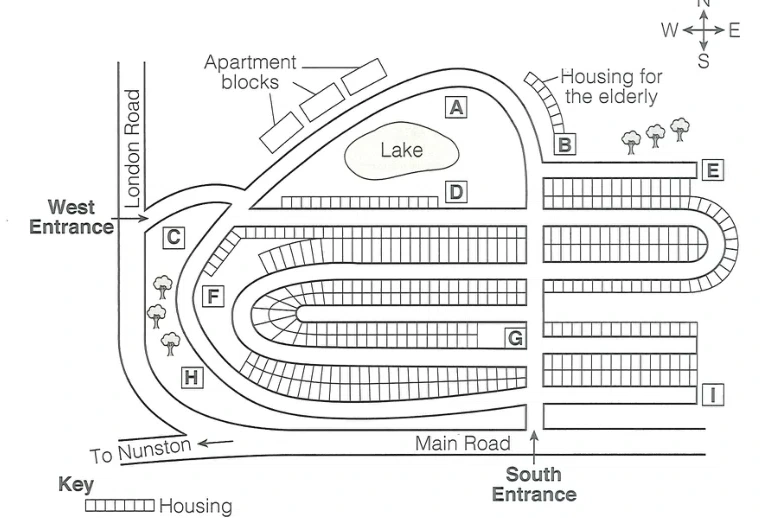 N
W E
S
Apartment
blocks
Housing for
the elderly
London Road
A
B
Lake
E
D
West
Entrance
C
F
G
H
I
To Nunston
Main Road
South
Entrance
Key
Housing